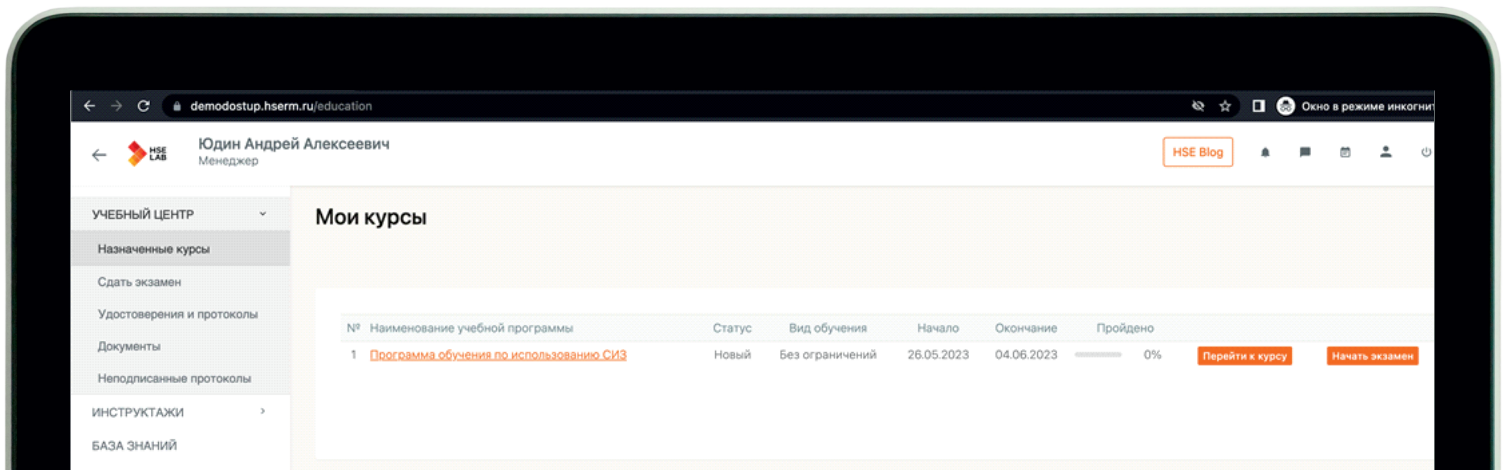 demodostup.hserm.ru/education
Окно в режиме инкогнит
HSE
LAB
Юдин Андрей Алексеевич
Менеджер
HSE Blog
УЧЕБНЫЙ ЦЕНТР
Назначенные курсы
Сдать экзамен
Удостоверения и протоколы
Документы
Неподписанные протоколы
ИНСТРУКТАЖИ
БАЗА ЗНАНИЙ
Мои курсы
№ Наименование учебной программы Статус Вид обучения Начало Окончание Пройдено
1 Программа обучения по использованию СИЗ Новый Без ограничений 26.05.2023 04.06.2023 0% Перейти к курсу Начать экзамен